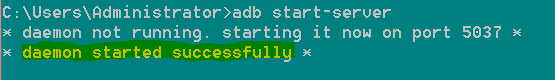 C:\Users\Administrator>adb start-server
* daemon not running. starting it now on port 5037 *
* daemon started successfully *